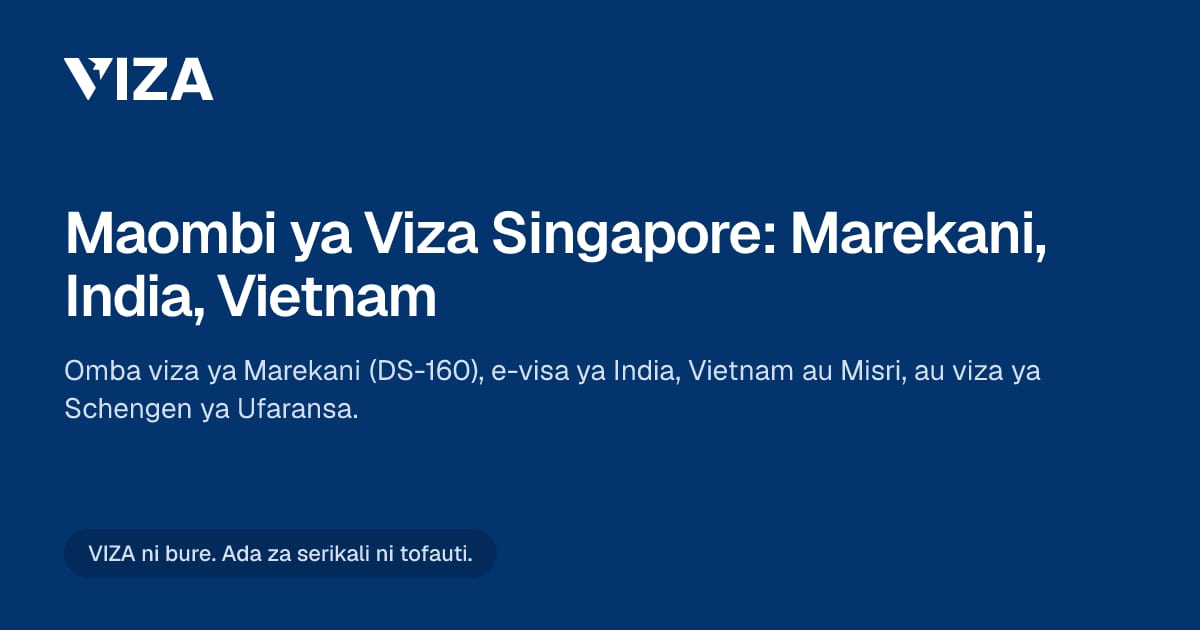 VIZA
Maombi ya Viza Singapore: Marekani,
India, Vietnam
Omba viza ya Marekani (DS-160), e-visa ya India, Vietnam au Misri, au viza ya
Schengen ya Ufaransa.
VIZA ni bure. Ada za serikali ni tofauti.